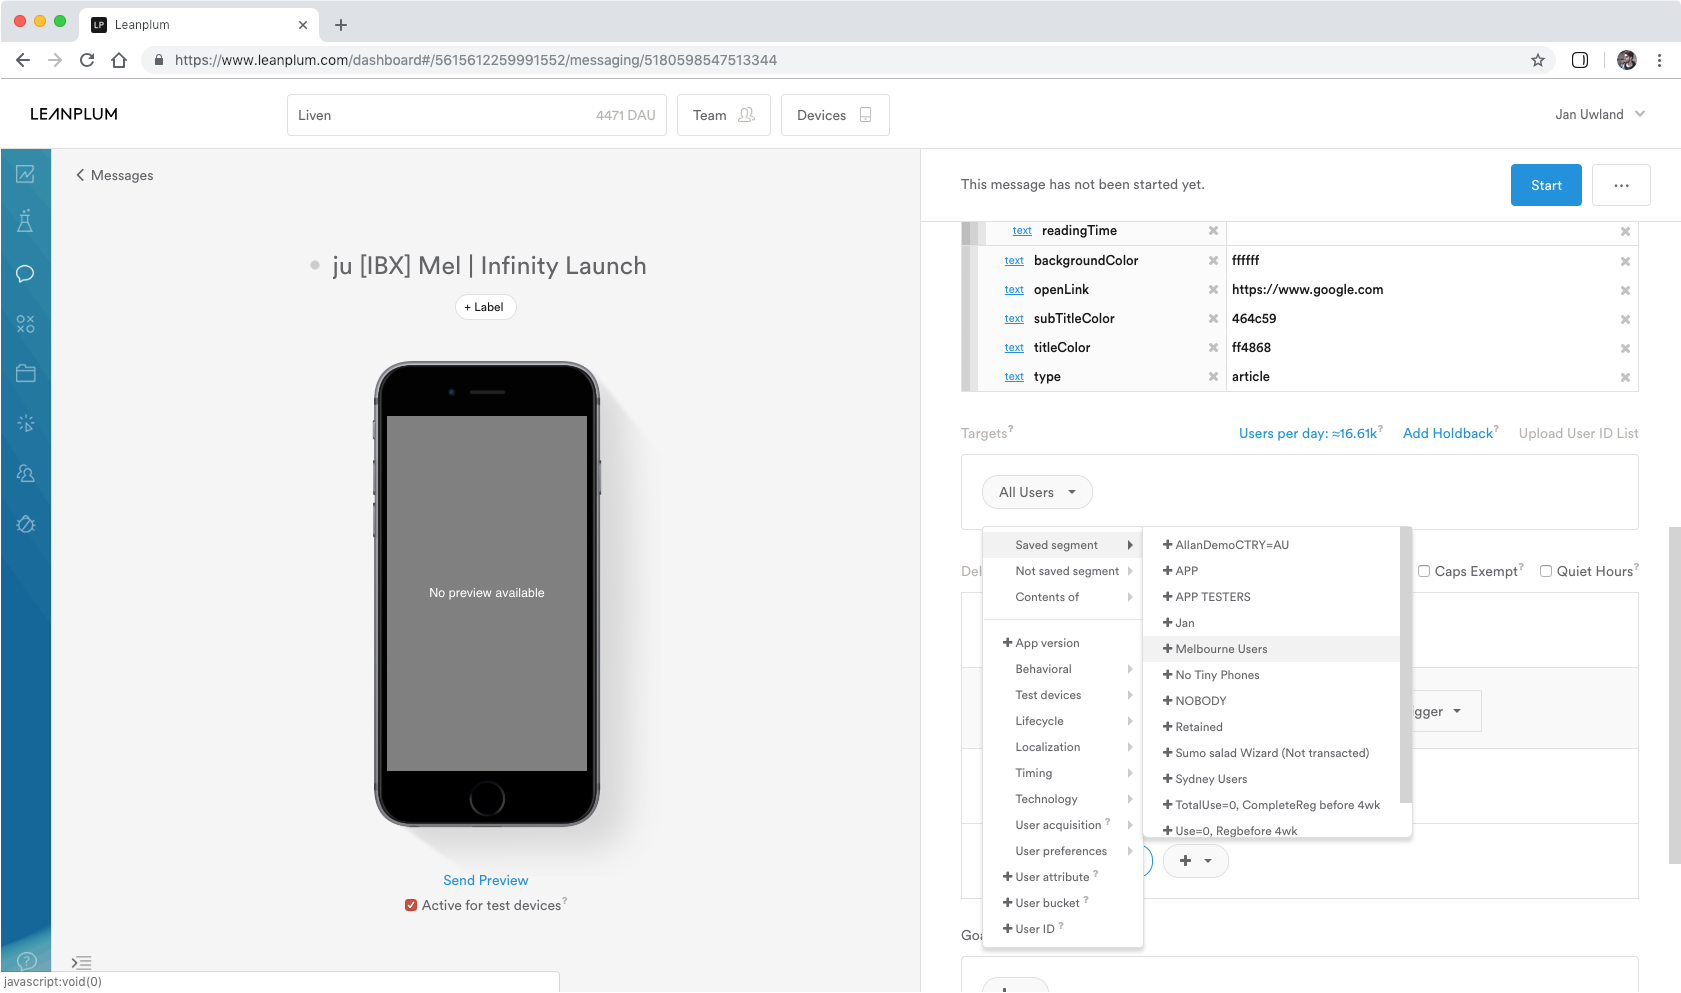 LP Leanplum
https://www.leanplum.com/dashboard#/5615612259991552/messaging/5180598547513344
LEANPLUM
Liven 4471 DAU
Team
Devices
Jan Uwland
Messages
This message has not been started yet.
Start
ju [IBX] Mel | Infinity Launch
+ Label
No preview available
Send Preview
Active for test devices?
text readingTime
text backgroundColor ffffff
text openLink https://www.google.com
text subTitleColor 464c59
text titleColor ff4868
text type article
Targets? Users per day: ≈16.61k? Add Holdback? Upload User ID List
All Users
Del
Caps Exempt? Quiet Hours?
Saved segment
Not saved segment
Contents of
+ App version
Behavioral
Test devices
Lifecycle
Localization
Timing
Technology
User acquisition ?
User preferences
+ User attribute ?
+ User bucket ?
+ User ID ?
+ AllanDemoCTRY=AU
+ APP
+ APP TESTERS
+ Jan
+ Melbourne Users
+ No Tiny Phones
+ NOBODY
+ Retained
+ Sumo salad Wizard (Not transacted)
+ Sydney Users
+ TotalUse=0, CompleteReg before 4wk
+ Use=0, Regbefore 4wk
gger
+
Goa
javascript:void(0)